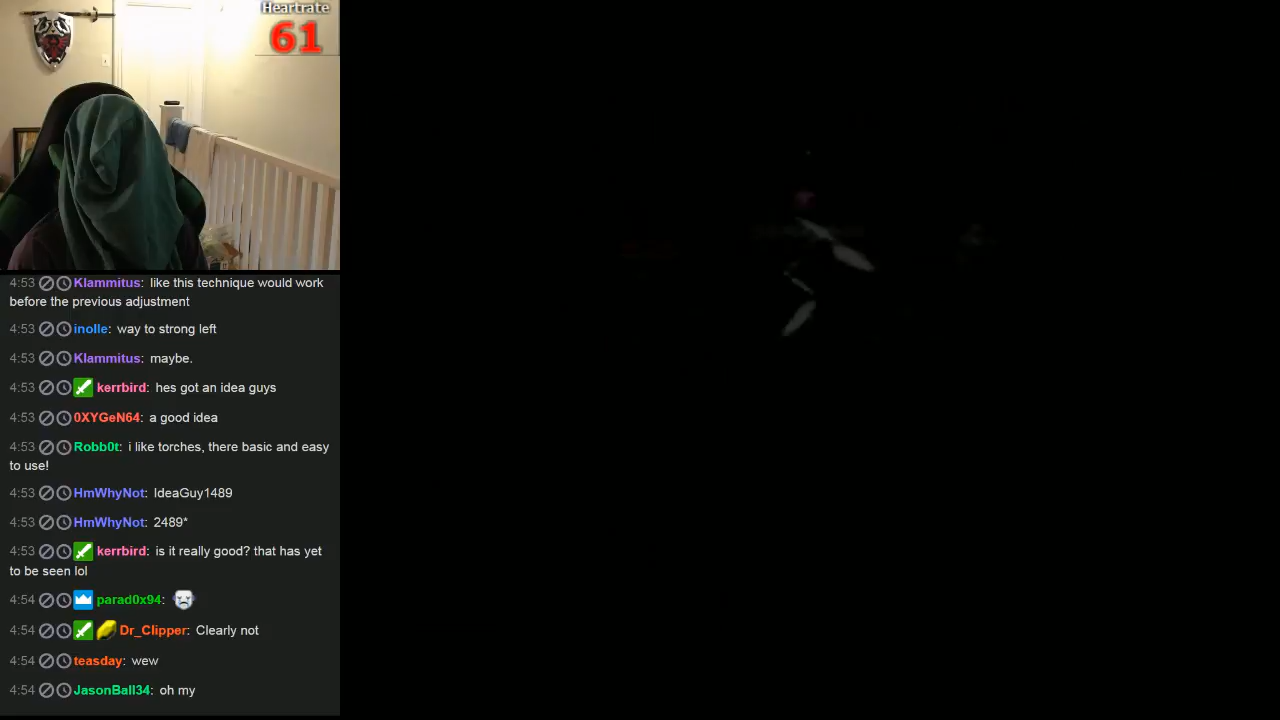 Heartrate
61
4:53 Klammitus: like this technique would work
before the previous adjustment
4:53 inolle: way to strong left
4:53 Klammitus: maybe.
4:53 kerrbird: hes got an idea guys
4:53 0XYGeN64: a good idea
4:53 Robb0t: i like torches, there basic and easy
to use!
4:53 HmWhyNot: IdeaGuy1489
4:53 HmWhyNot: 2489*
4:53 kerrbird: is it really good? that has yet
to be seen lol
4:54 parad0x94:
4:54 Dr_Clipper: Clearly not
4:54 teasday: wew
4:54 JasonBall34: oh my